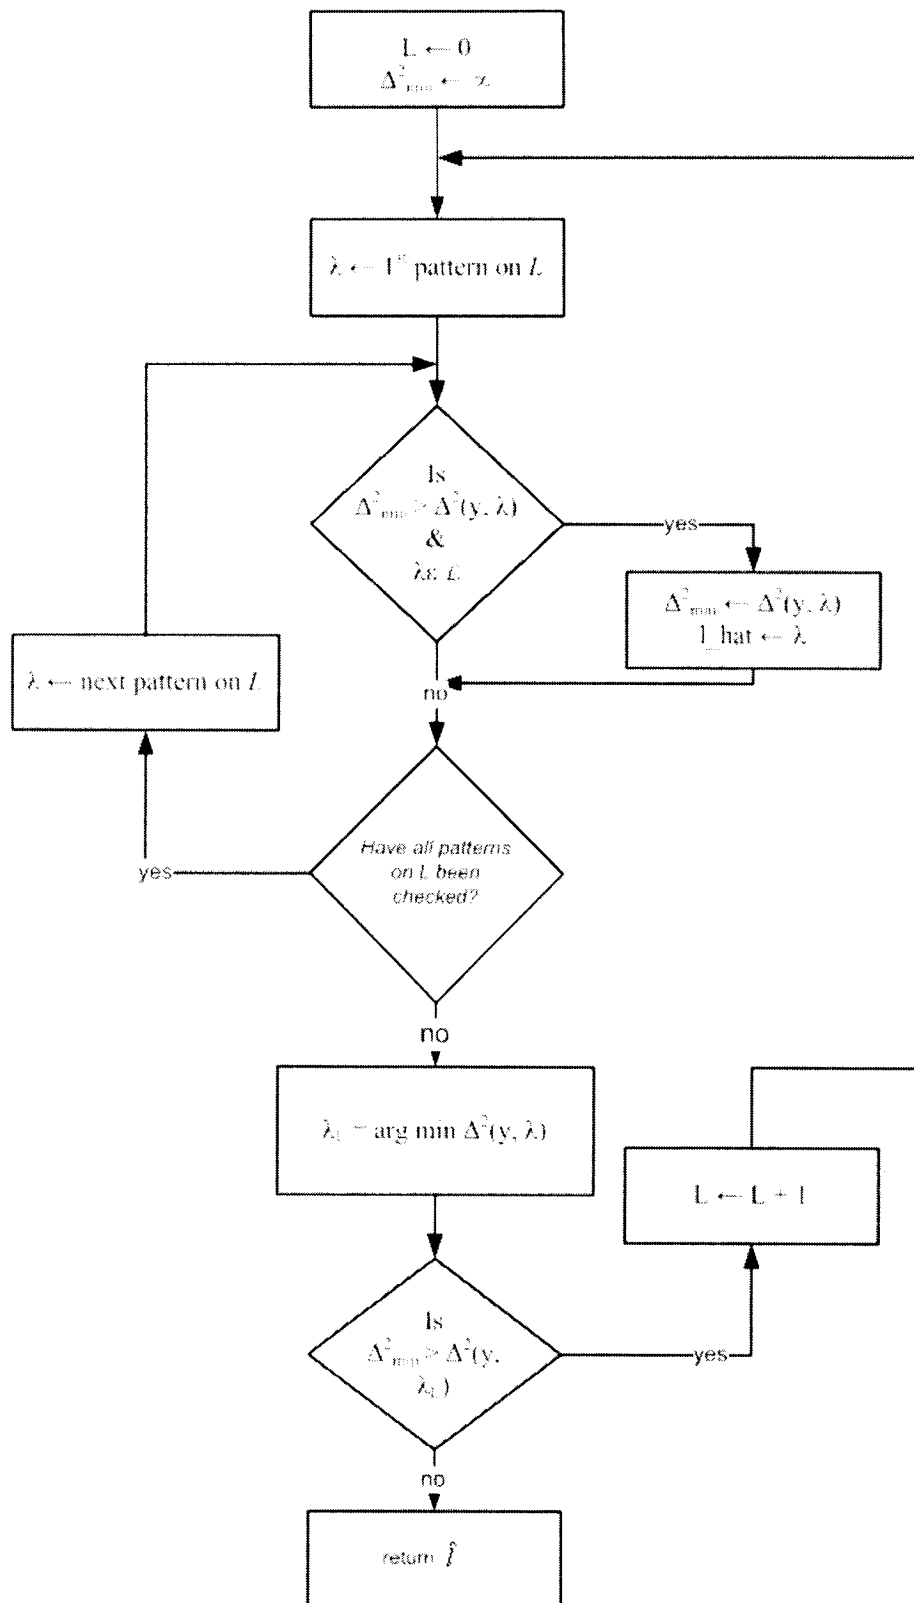 L ← 0
Δ²min ← ∞
λ ← 1st pattern on L
Is
Δ²min > Δ²(y, λ)
&
λε £
yes
Δ²min ← Δ²(y, λ)
l_hat ← λ
no
λ ← next pattern on L
Have all patterns
on L been
checked?
yes
no
λL = arg min Δ²(y, λ)
L ← L + 1
Is
Δ²min > Δ²(y,
λL)
yes
no
return l̂